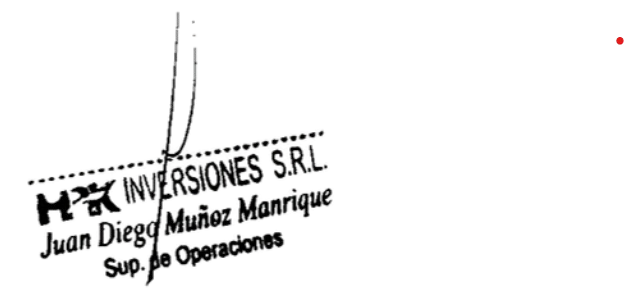 INVERSIONES S.R.L.
Juan Diego Muñoz Manrique
Sup. de Operaciones